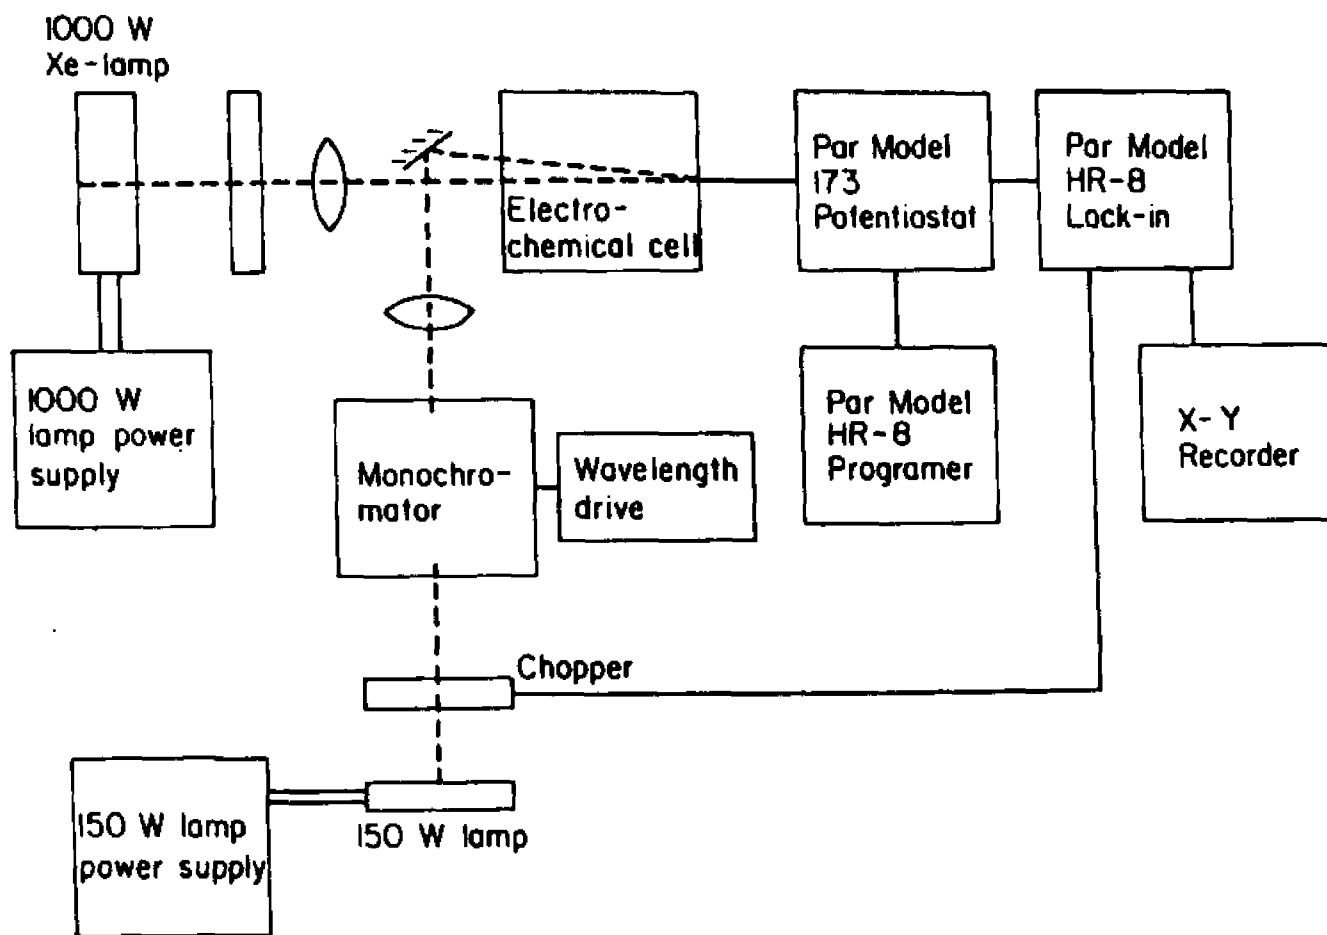 1000 W
Xe-lamp
Electro-
chemical cell
Par Model
173
Potentiostat
Par Model
HR-8
Lock-in
1000 W
lamp power
supply
Monochro-
mator
Wavelength
drive
Par Model
HR-8
Programer
X-Y
Recorder
Chopper
150 W lamp
power supply
150 W lamp